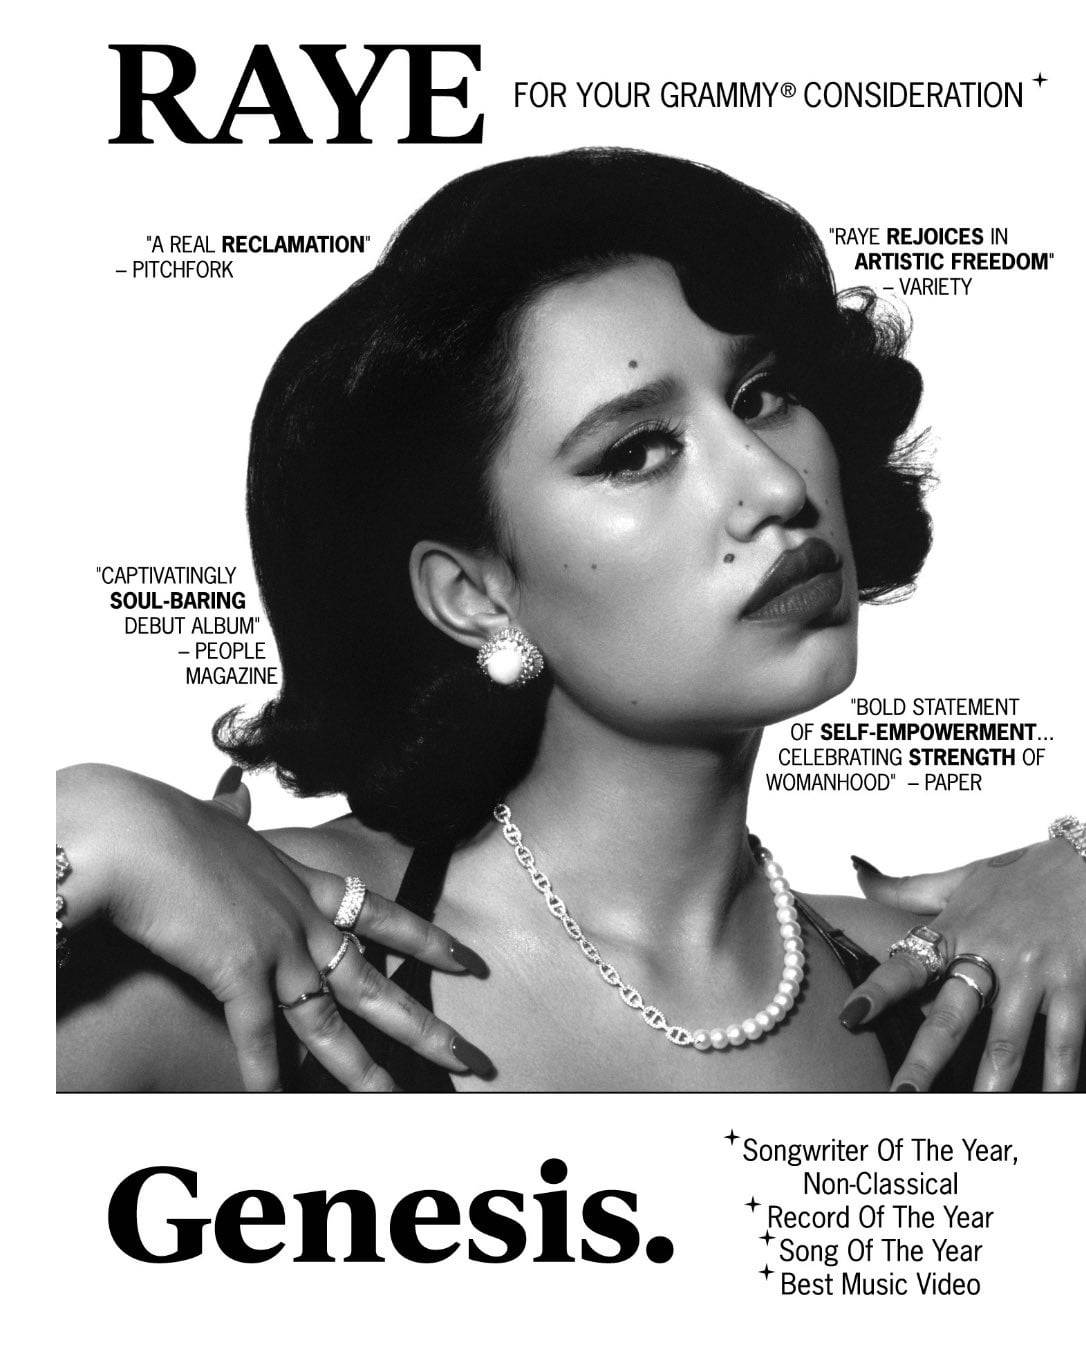 RAYE
FOR YOUR GRAMMY® CONSIDERATION
"A REAL RECLAMATION"
– PITCHFORK
"RAYE REJOICES IN
ARTISTIC FREEDOM"
– VARIETY
"CAPTIVATINGLY
SOUL-BARING
DEBUT ALBUM"
– PEOPLE
MAGAZINE
"BOLD STATEMENT
OF SELF-EMPOWERMENT...
CELEBRATING STRENGTH OF
WOMANHOOD" – PAPER
Genesis.
Songwriter Of The Year,
Non-Classical
Record Of The Year
Song Of The Year
Best Music Video